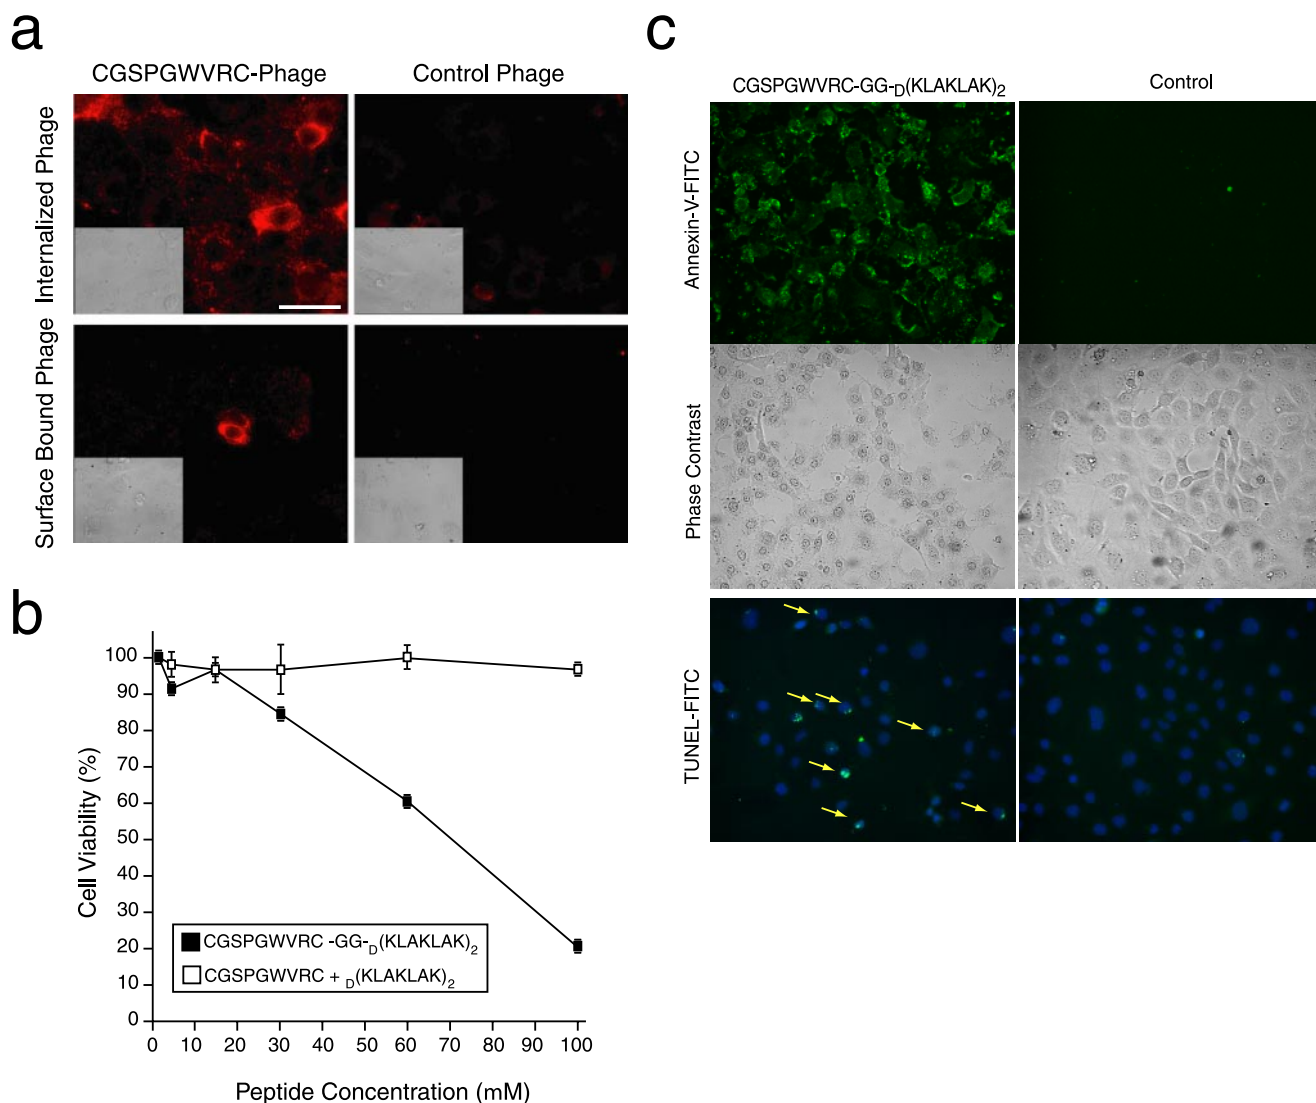 a
CGSPGWVRC-Phage
Control Phage
Internalized Phage
Surface Bound Phage
b
Cell Viability (%)
100
90
80
70
60
50
40
30
20
10
0
CGSPGWVRC -GG-D(KLAKLAK)2
CGSPGWVRC + D(KLAKLAK)2
0 10 20 30 40 50 60 70 80 90 100
Peptide Concentration (mM)
c
CGSPGWVRC-GG-D(KLAKLAK)2
Control
Annexin-V-FITC
Phase Contrast
TUNEL-FITC